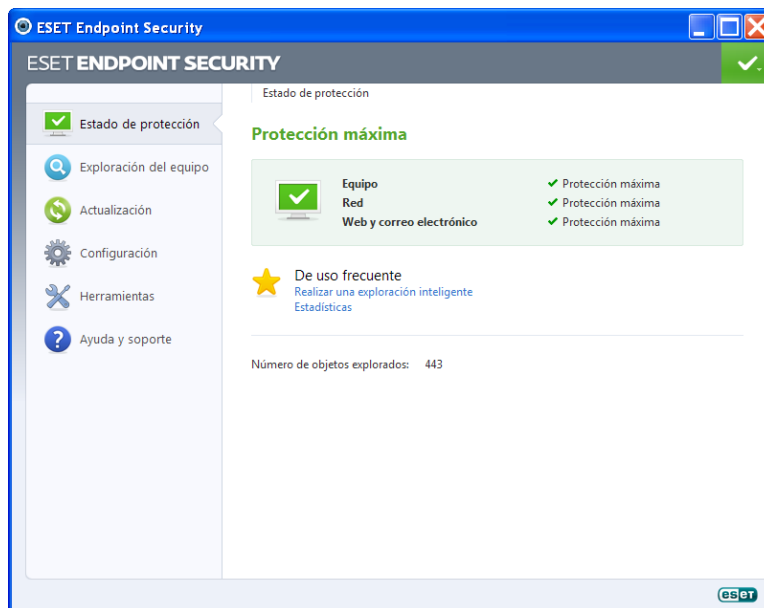 ESET Endpoint Security
ESET ENDPOINT SECURITY
Estado de protección
Exploración del equipo
Actualización
Configuración
Herramientas
Ayuda y soporte
Estado de protección
Protección máxima
Equipo Protección máxima
Red Protección máxima
Web y correo electrónico Protección máxima
De uso frecuente
Realizar una exploración inteligente
Estadísticas
Número de objetos explorados: 443
eset